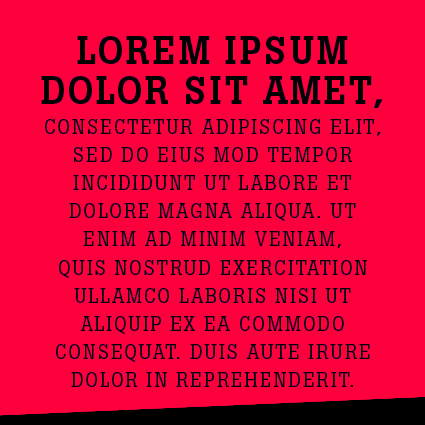 LOREM IPSUM
DOLOR SIT AMET,
CONSECTETUR ADIPISCING ELIT,
SED DO EIUS MOD TEMPOR
INCIDIDUNT UT LABORE ET
DOLORE MAGNA ALIQUA. UT
ENIM AD MINIM VENIAM,
QUIS NOSTRUD EXERCITATION
ULLAMCO LABORIS NISI UT
ALIQUIP EX EA COMMODO
CONSEQUAT. DUIS AUTE IRURE
DOLOR IN REPREHENDERIT.